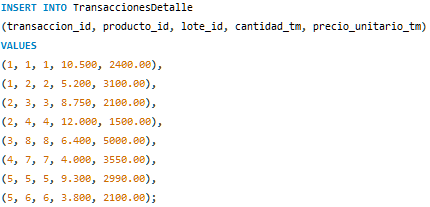 INSERT INTO TransaccionesDetalle
(transaccion_id, producto_id, lote_id, cantidad_tm, precio_unitario_tm)
VALUES
(1, 1, 1, 10.500, 2400.00),
(1, 2, 2, 5.200, 3100.00),
(2, 3, 3, 8.750, 2100.00),
(2, 4, 4, 12.000, 1500.00),
(3, 8, 8, 6.400, 5000.00),
(4, 7, 7, 4.000, 3550.00),
(5, 5, 5, 9.300, 2990.00),
(5, 6, 6, 3.800, 2100.00);